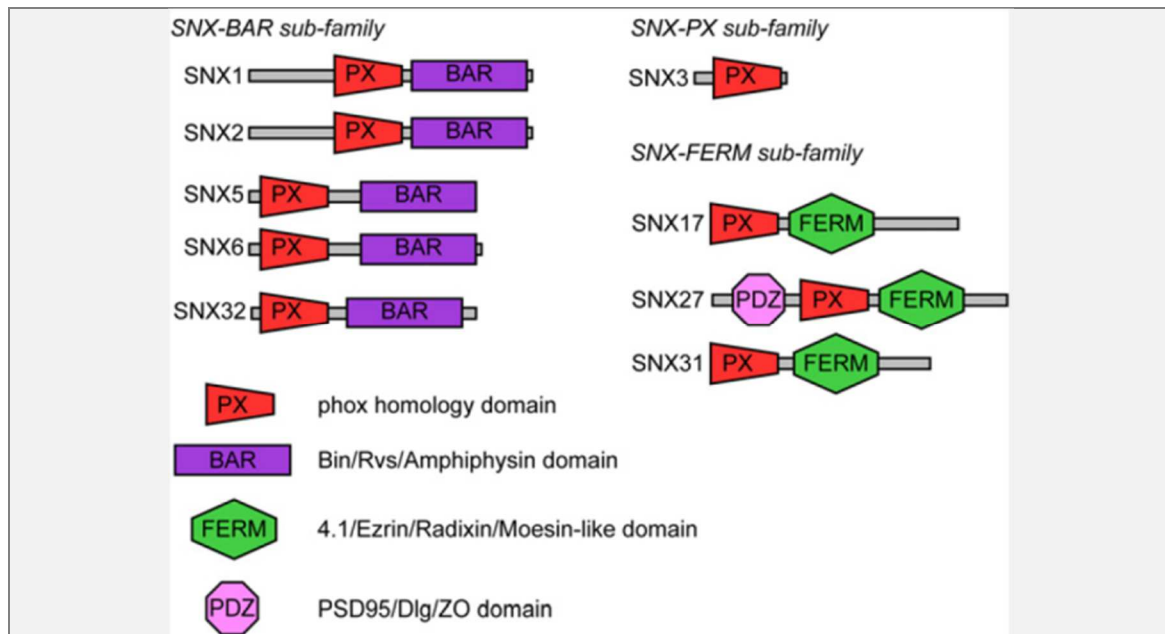 SNX-BAR sub-family
SNX1 PX BAR
SNX2 PX BAR
SNX5 PX BAR
SNX6 PX BAR
SNX32 PX BAR
SNX-PX sub-family
SNX3 PX
SNX-FERM sub-family
SNX17 PX FERM
SNX27 PDZ PX FERM
SNX31 PX FERM
PX phox homology domain
BAR Bin/Rvs/Amphiphysin domain
FERM 4.1/Ezrin/Radixin/Moesin-like domain
PDZ PSD95/Dlg/ZO domain